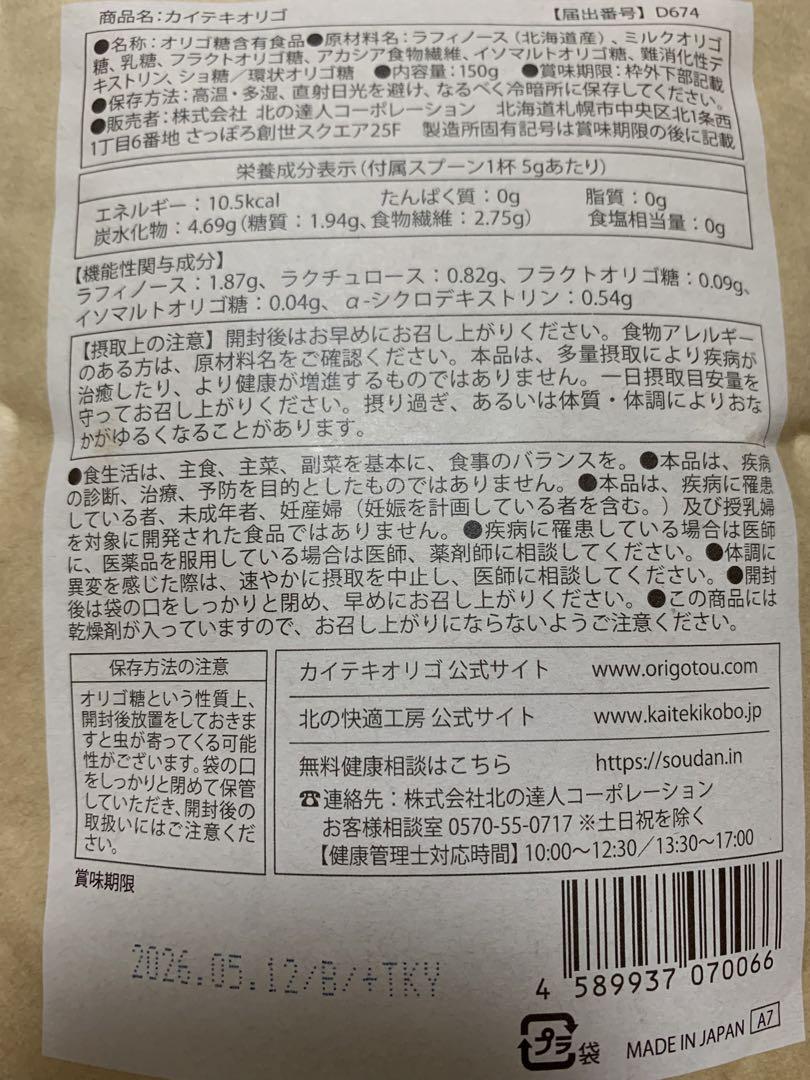 商品名：カイテキオリゴ 【届出番号】D674
●名称：オリゴ糖含有食品●原材料名：ラフィノース（北海道産）、ミルクオリゴ
糖、乳糖、フラクトオリゴ糖、アカシア食物繊維、イソマルトオリゴ糖、難消化性デ
キストリン、ショ糖／環状オリゴ糖 ●内容量：150g ●賞味期限：枠外下部記載
●保存方法：高温・多湿、直射日光を避け、なるべく冷暗所に保存してください。
●販売者：株式会社 北の達人コーポレーション 北海道札幌市中央区北1条西
1丁目6番地 さっぽろ創世スクエア25F 製造所固有記号は賞味期限の後に記載
栄養成分表示（付属スプーン1杯 5gあたり）
エネルギー：10.5kcal たんぱく質：0g 脂質：0g
炭水化物：4.69g（糖質：1.94g、食物繊維：2.75g） 食塩相当量：0g
【機能性関与成分】
ラフィノース：1.87g、ラクチュロース：0.82g、フラクトオリゴ糖：0.09g、
イソマルトオリゴ糖：0.04g、α-シクロデキストリン：0.54g
【摂取上の注意】開封後はお早めにお召し上がりください。食物アレルギー
のある方は、原材料名をご確認ください。本品は、多量摂取により疾病が
治癒したり、より健康が増進するものではありません。一日摂取目安量を
守ってお召し上がりください。摂り過ぎ、あるいは体質・体調によりおな
かがゆるくなることがあります。
●食生活は、主食、主菜、副菜を基本に、食事のバランスを。●本品は、疾病
の診断、治療、予防を目的としたものではありません。●本品は、疾病に罹患
している者、未成年者、妊産婦（妊娠を計画している者を含む。）及び授乳婦
を対象に開発された食品ではありません。●疾病に罹患している場合は医師
に、医薬品を服用している場合は医師、薬剤師に相談してください。●体調に
異変を感じた際は、速やかに摂取を中止し、医師に相談してください。●開封
後は袋の口をしっかりと閉め、早めにお召し上がりください。●この商品には
乾燥剤が入っていますので、お召し上がりにならないようご注意ください。
保存方法の注意
オリゴ糖という性質上、
開封後放置をしておきま
すと虫が寄ってくる可能
性がございます。袋の口
をしっかりと閉めて保管
していただき、開封後の
取扱いにはご注意くだ
さい。
カイテキオリゴ 公式サイト www.origotou.com
北の快適工房 公式サイト www.kaitekikobo.jp
無料健康相談はこちら https://soudan.in
☎連絡先：株式会社北の達人コーポレーション
お客様相談室 0570-55-0717 ※土日祝を除く
【健康管理士対応時間】10:00～12:30／13:30～17:00
賞味期限
2026.05.12/B/+TKY
4 589937 070066
プラ 袋 MADE IN JAPAN A7